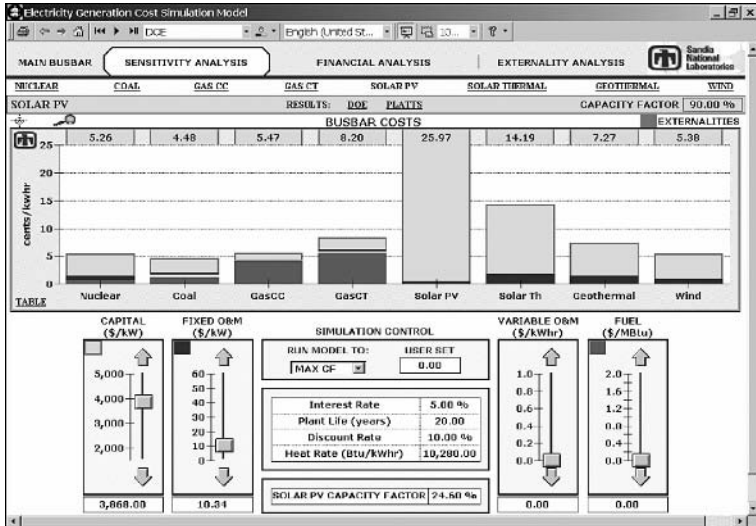 Electricity Generation Cost Simulation Model
DOE English (United St... 10...
MAIN BUSBAR SENSITIVITY ANALYSIS FINANCIAL ANALYSIS EXTERNALITY ANALYSIS Sandia National Laboratories
NUCLEAR COAL GAS CC GAS CT SOLAR PV SOLAR THERMAL GEOTHERMAL WIND
SOLAR PV RESULTS: DOE PLATTS CAPACITY FACTOR 90.00 %
BUSBAR COSTS EXTERNALITIES
5.26 4.48 5.47 8.20 25.97 14.19 7.27 5.38
cents/kwhr
25
20
15
10
5
0
TABLE Nuclear Coal GasCC GasCT Solar PV Solar Th Geothermal Wind
CAPITAL ($/kW)
5,000
4,000
3,000
2,000
3,868.00
FIXED O&M ($/kW)
60
50
40
30
20
10
0
10.34
SIMULATION CONTROL
RUN MODEL TO: USER SET
MAX CF 0.00
Interest Rate 5.00 %
Plant Life (years) 20.00
Discount Rate 10.00 %
Heat Rate (Btu/kWhr) 10,280.00
SOLAR PV CAPACITY FACTOR 24.60 %
VARIABLE O&M ($/kWhr)
1.0
0.8
0.6
0.4
0.2
0.0
0.00
FUEL ($/MBtu)
2.0
1.6
1.2
0.8
0.4
0.0
0.00